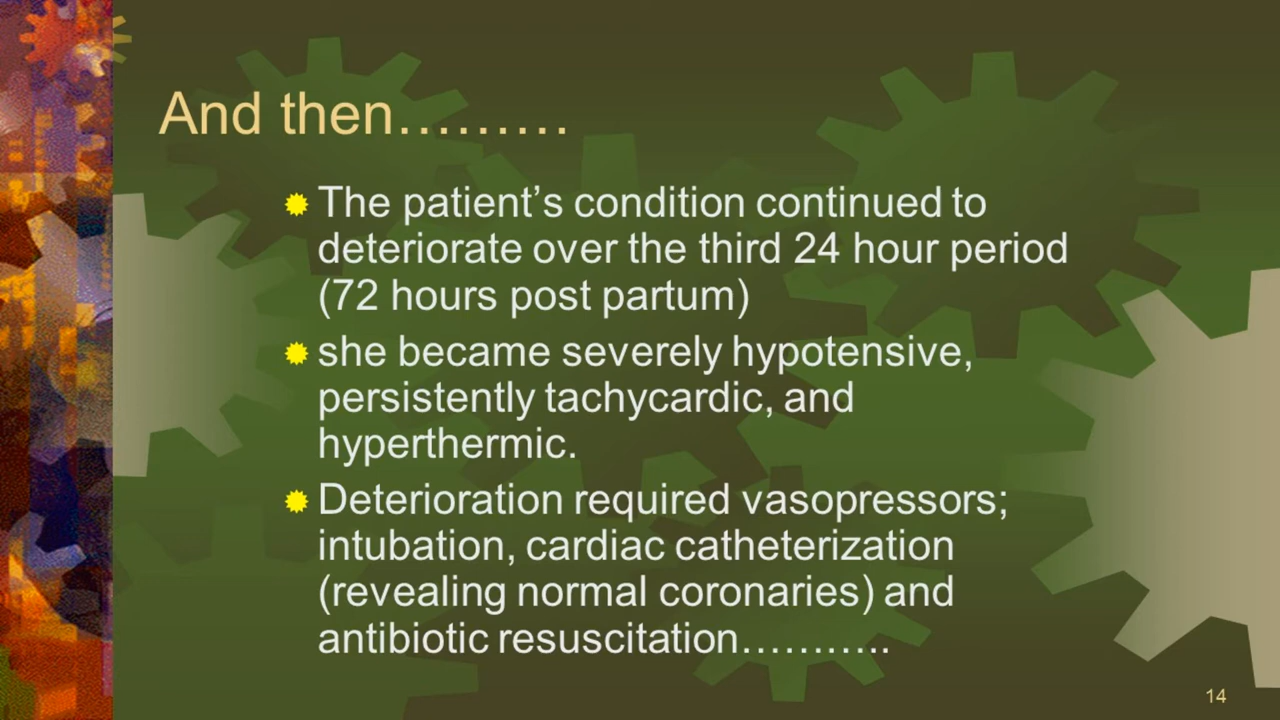 And then………
The patient’s condition continued to
deteriorate over the third 24 hour period
(72 hours post partum)
she became severely hypotensive,
persistently tachycardic, and
hyperthermic.
Deterioration required vasopressors;
intubation, cardiac catheterization
(revealing normal coronaries) and
antibiotic resuscitation………..
14